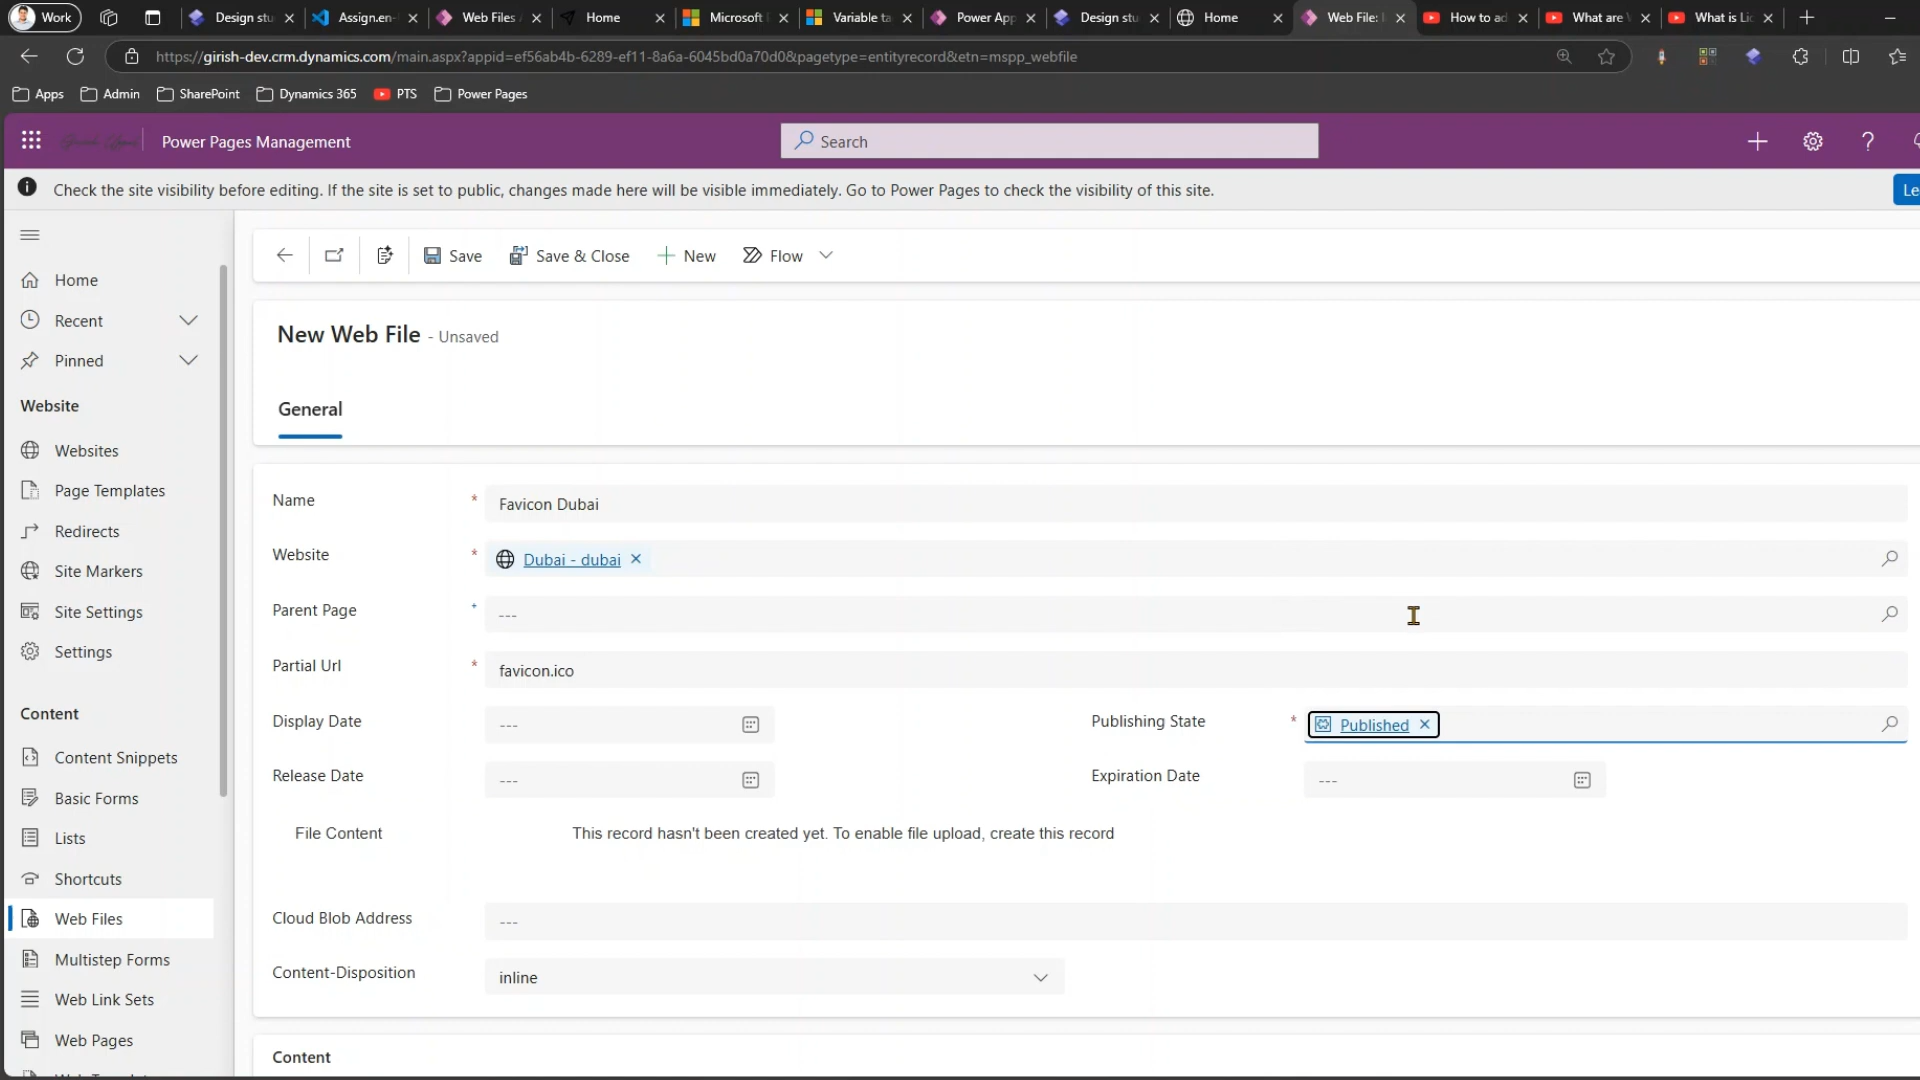 Work
Design stu
Assign.en-
Web Files
Home
Microsoft
Variable ta
Power App
Design stu
Home
Web File:
How to ad
What are
What is Li
https://girish-dev.crm.dynamics.com/main.aspx?appid=ef56ab4b-6289-ef11-8a6a-6045bd0a70d0&pagetype=entityrecord&etn=mspp_webfile
Apps
Admin
SharePoint
Dynamics 365
PTS
Power Pages
Power Pages Management
Search
Check the site visibility before editing. If the site is set to public, changes made here will be visible immediately. Go to Power Pages to check the visibility of this site.
Le
Save
Save & Close
New
Flow
Home
Recent
Pinned
Website
Websites
Page Templates
Redirects
Site Markers
Site Settings
Settings
Content
Content Snippets
Basic Forms
Lists
Shortcuts
Web Files
Multistep Forms
Web Link Sets
Web Pages
New Web File - Unsaved
General
Name * Favicon Dubai
Website * Dubai - dubai
Parent Page + ---
Partial Url * favicon.ico
Display Date ---
Publishing State * Published
Release Date ---
Expiration Date ---
File Content This record hasn't been created yet. To enable file upload, create this record
Cloud Blob Address ---
Content-Disposition inline
Content